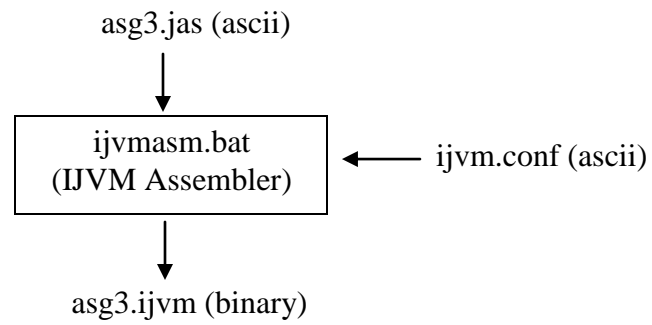 asg3.jas (ascii)
ijvmasm.bat
(IJVM Assembler)
ijvm.conf (ascii)
asg3.ijvm (binary)